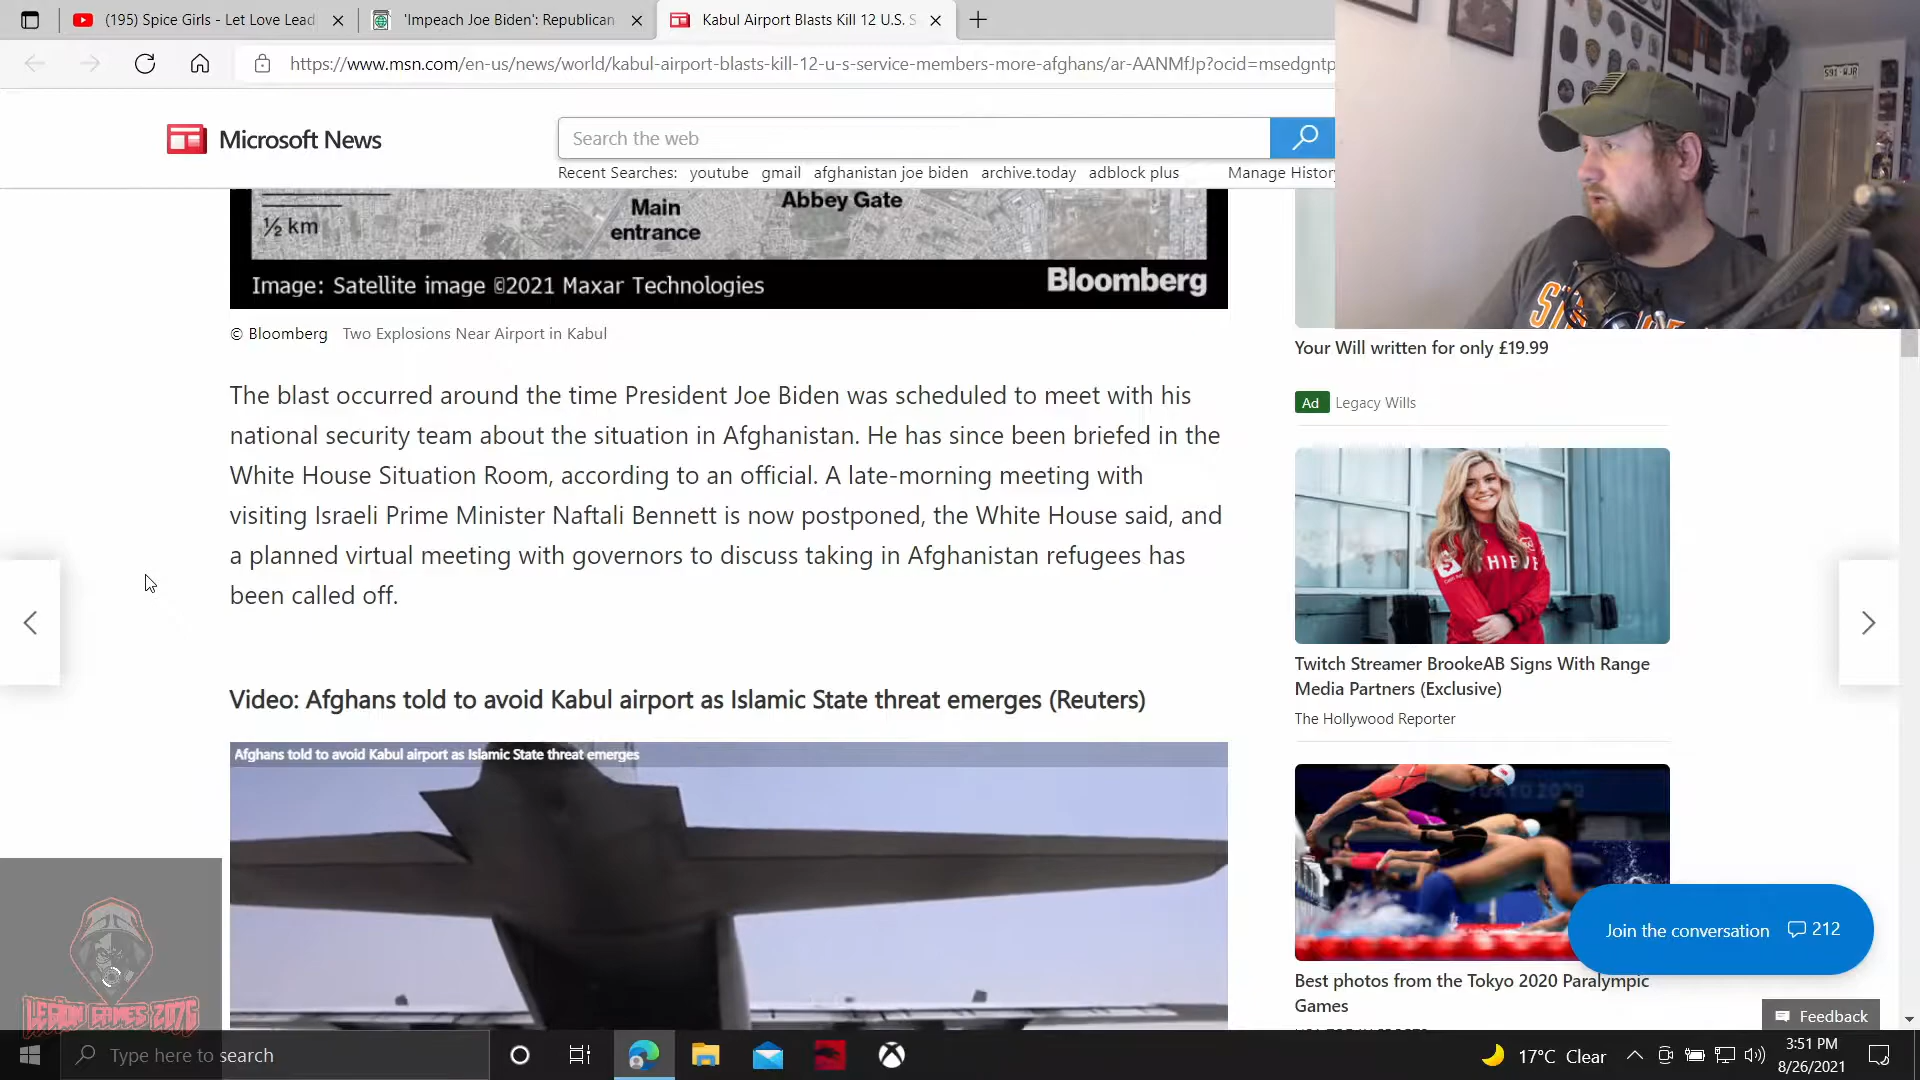 (195) Spice Girls - Let Love Lead
'Impeach Joe Biden': Republican
Kabul Airport Blasts Kill 12 U.S. S
https://www.msn.com/en-us/news/world/kabul-airport-blasts-kill-12-u-s-service-members-more-afghans/ar-AANMfJp?ocid=msedgntp
S91-WJR
Microsoft News
Search the web
Recent Searches: youtube gmail afghanistan joe biden archive.today adblock plus Manage History
½ km
Main
entrance
Abbey Gate
Image: Satellite image ©2021 Maxar Technologies
Bloomberg
© Bloomberg Two Explosions Near Airport in Kabul
The blast occurred around the time President Joe Biden was scheduled to meet with his
national security team about the situation in Afghanistan. He has since been briefed in the
White House Situation Room, according to an official. A late-morning meeting with
visiting Israeli Prime Minister Naftali Bennett is now postponed, the White House said, and
a planned virtual meeting with governors to discuss taking in Afghanistan refugees has
been called off.
Video: Afghans told to avoid Kabul airport as Islamic State threat emerges (Reuters)
Afghans told to avoid Kabul airport as Islamic State threat emerges
Your Will written for only £19.99
Ad Legacy Wills
Twitch Streamer BrookeAB Signs With Range
Media Partners (Exclusive)
The Hollywood Reporter
TOKYO 2020
Best photos from the Tokyo 2020 Paralympic
Games
Join the conversation 212
Feedback
LEGION GAMES 2076
Type here to search
17°C Clear
3:51 PM
8/26/2021